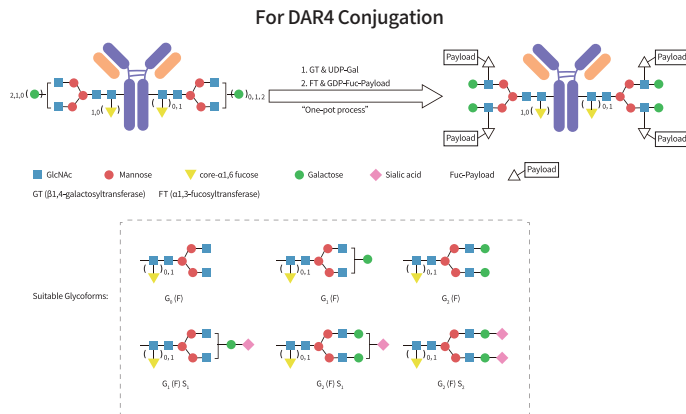 For DAR4 Conjugation
Payload
Payload
1. GT & UDP-Gal
2. FT & GDP-Fuc-Payload
"One-pot process"
2,1,0 ( ) 1,0 ( ( ) 0, 1 ( ) 0, 1, 2
1,0 ( ( ) 0, 1
Payload
Payload
GlcNAc Mannose core-α1,6 fucose Galactose Sialic acid Fuc-Payload Payload
GT (β1,4-galactosyltransferase) FT (α1,3-fucosyltransferase)
Suitable Glycoforms:
( ) 0, 1 ( ) 0, 1 ( ) 0, 1
G₀ (F) G₁ (F) G₂ (F)
( ) 0, 1 ( ) 0, 1 ( ) 0, 1
G₁ (F) S₁ G₂ (F) S₁ G₂ (F) S₂